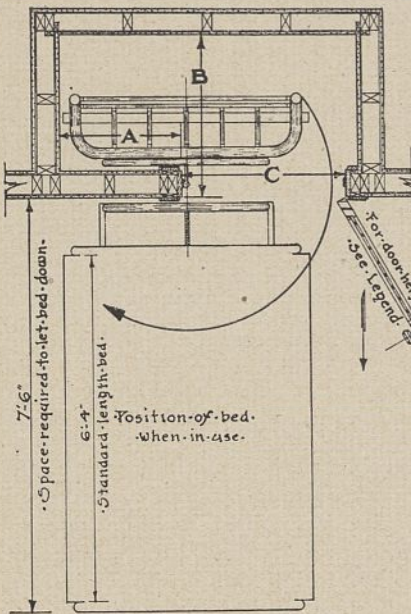 B
A
C
For door he
See Legend
7'-6"
·Space·required·to·let·bed·down·
6'-4"
·Standard·length·bed·
·Position·of·bed·
·when·in·use·